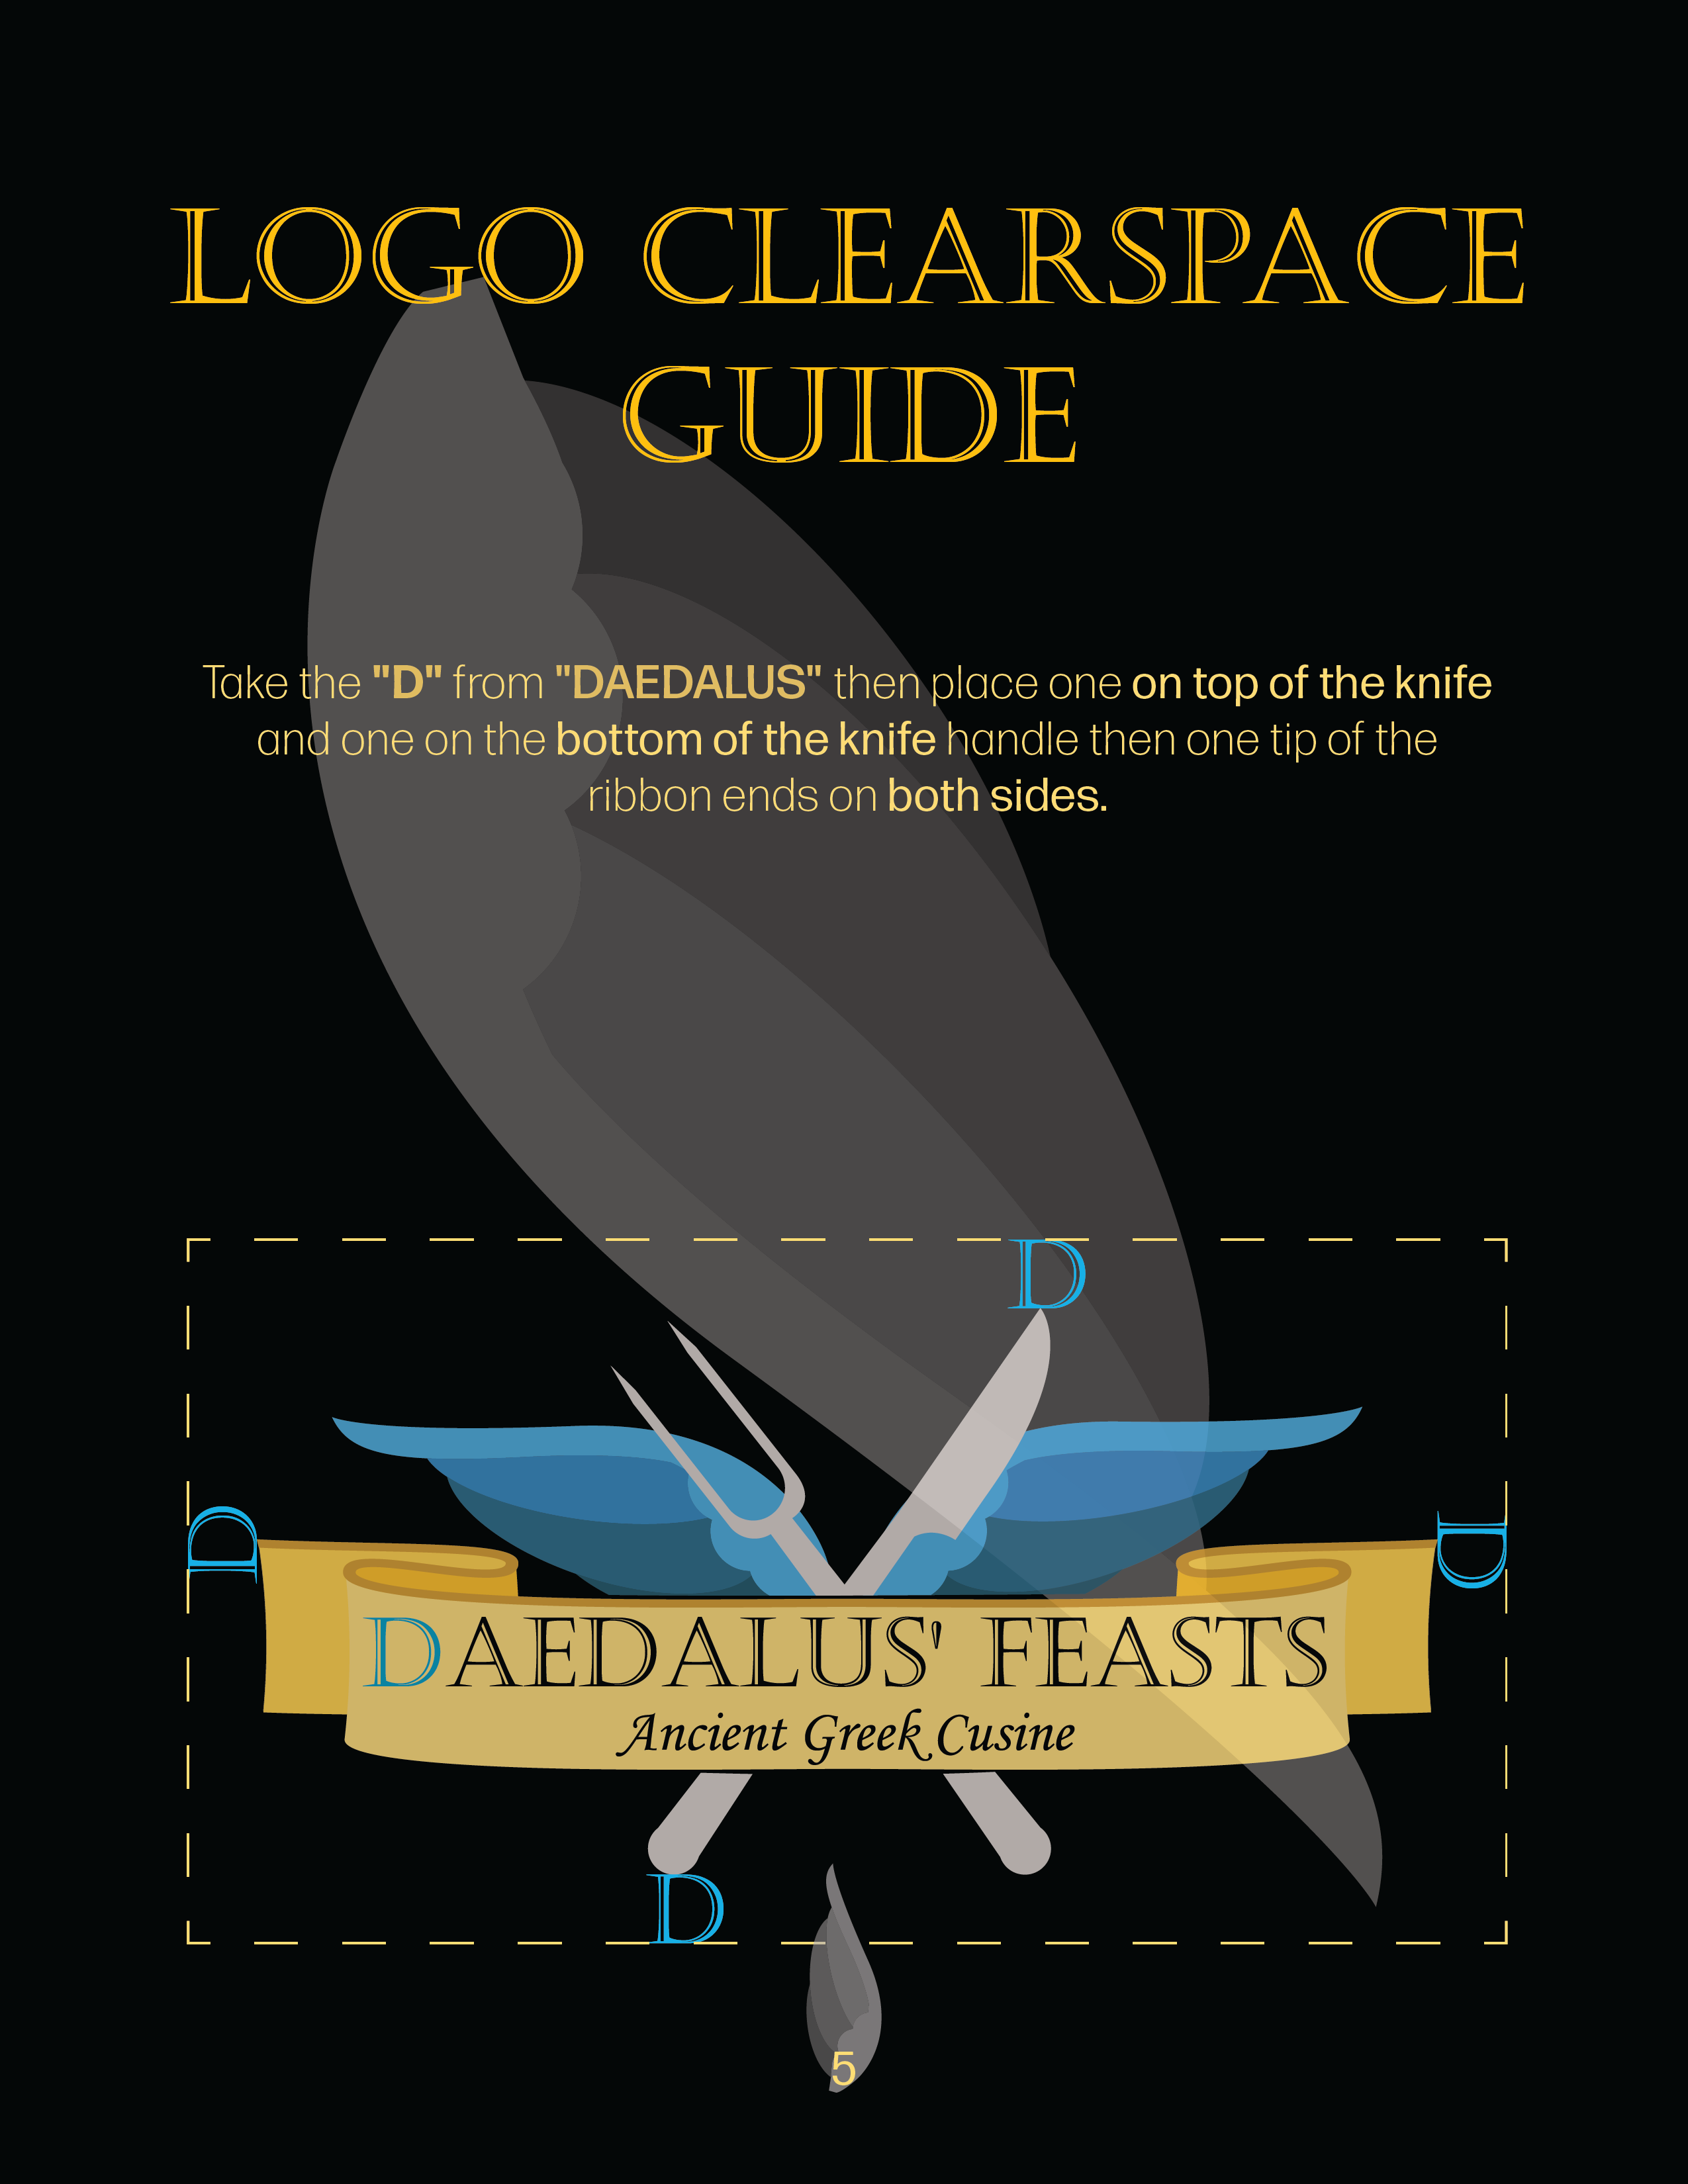 LOGO CLEARSPACE
GUIDE
Take the "D" from "DAEDALUS" then place one on top of the knife
and one on the bottom of the knife handle then one tip of the
ribbon ends on both sides.
D
D
D
DAEDALUS' FEASTS
Ancient Greek Cusine
D
5